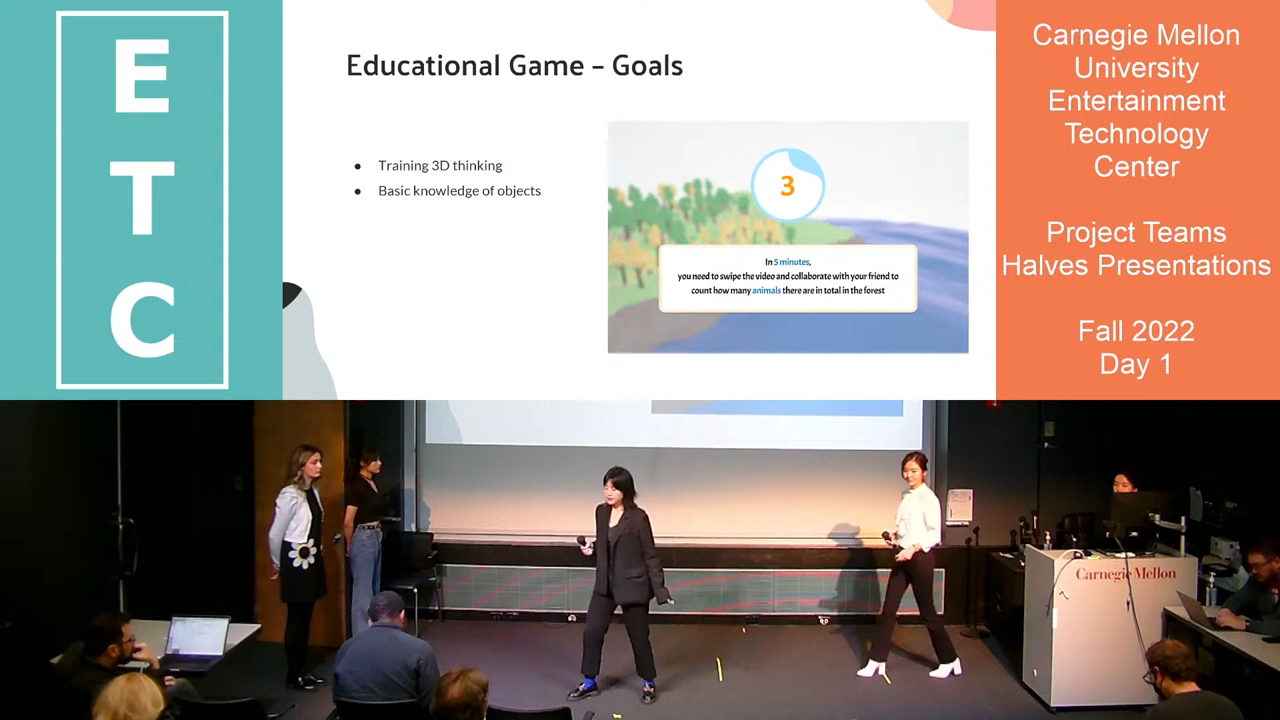 E
T
C
Educational Game – Goals
● Training 3D thinking
● Basic knowledge of objects
3
In 5 minutes,
you need to swipe the video and collaborate with your friend to
count how many animals there are in total in the forest
Carnegie Mellon
University
Entertainment
Technology
Center
Project Teams
Halves Presentations
Fall 2022
Day 1
Carnegie Mellon